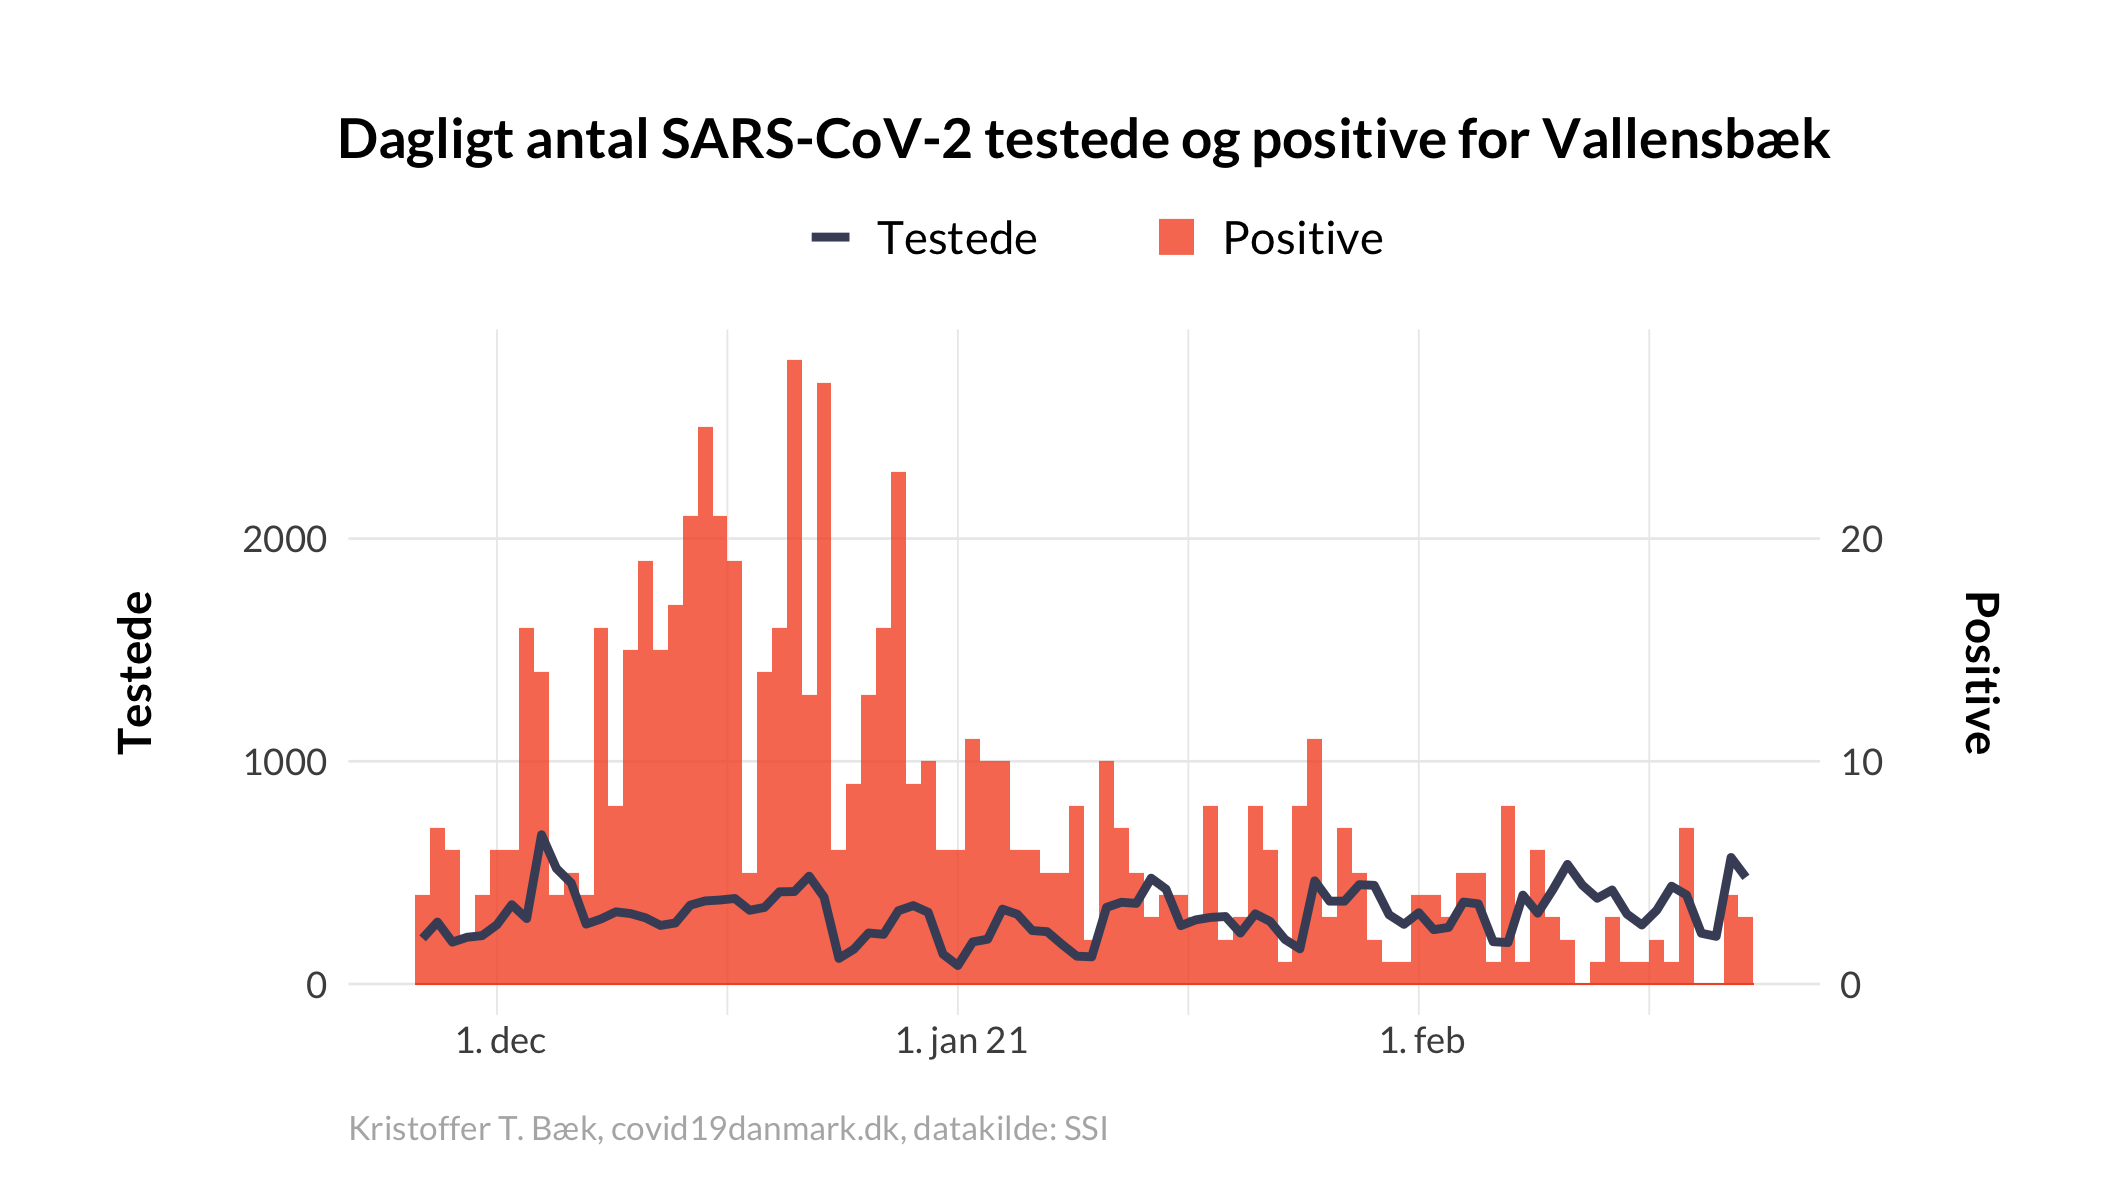 Dagligt antal SARS-CoV-2 testede og positive for Vallensbæk
Testede
Positive
2000
1000
0
20
10
0
Testede
Positive
1. dec
1. jan 21
1. feb
Kristoffer T. Bæk, covid19danmark.dk, datakilde: SSI